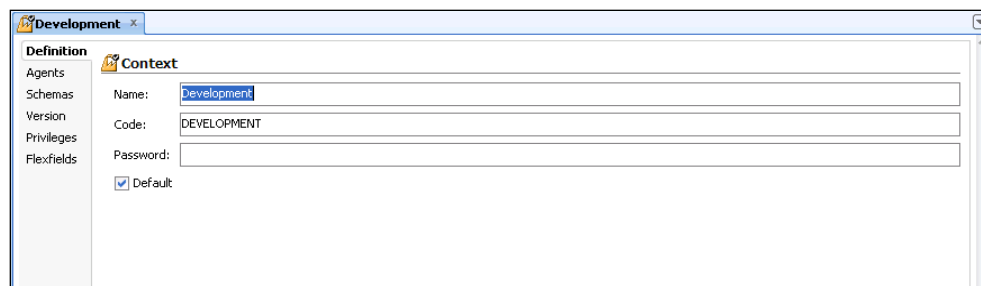 Development x
Definition
Agents
Schemas
Version
Privileges
Flexfields
Context
Name: Development
Code: DEVELOPMENT
Password:
Default